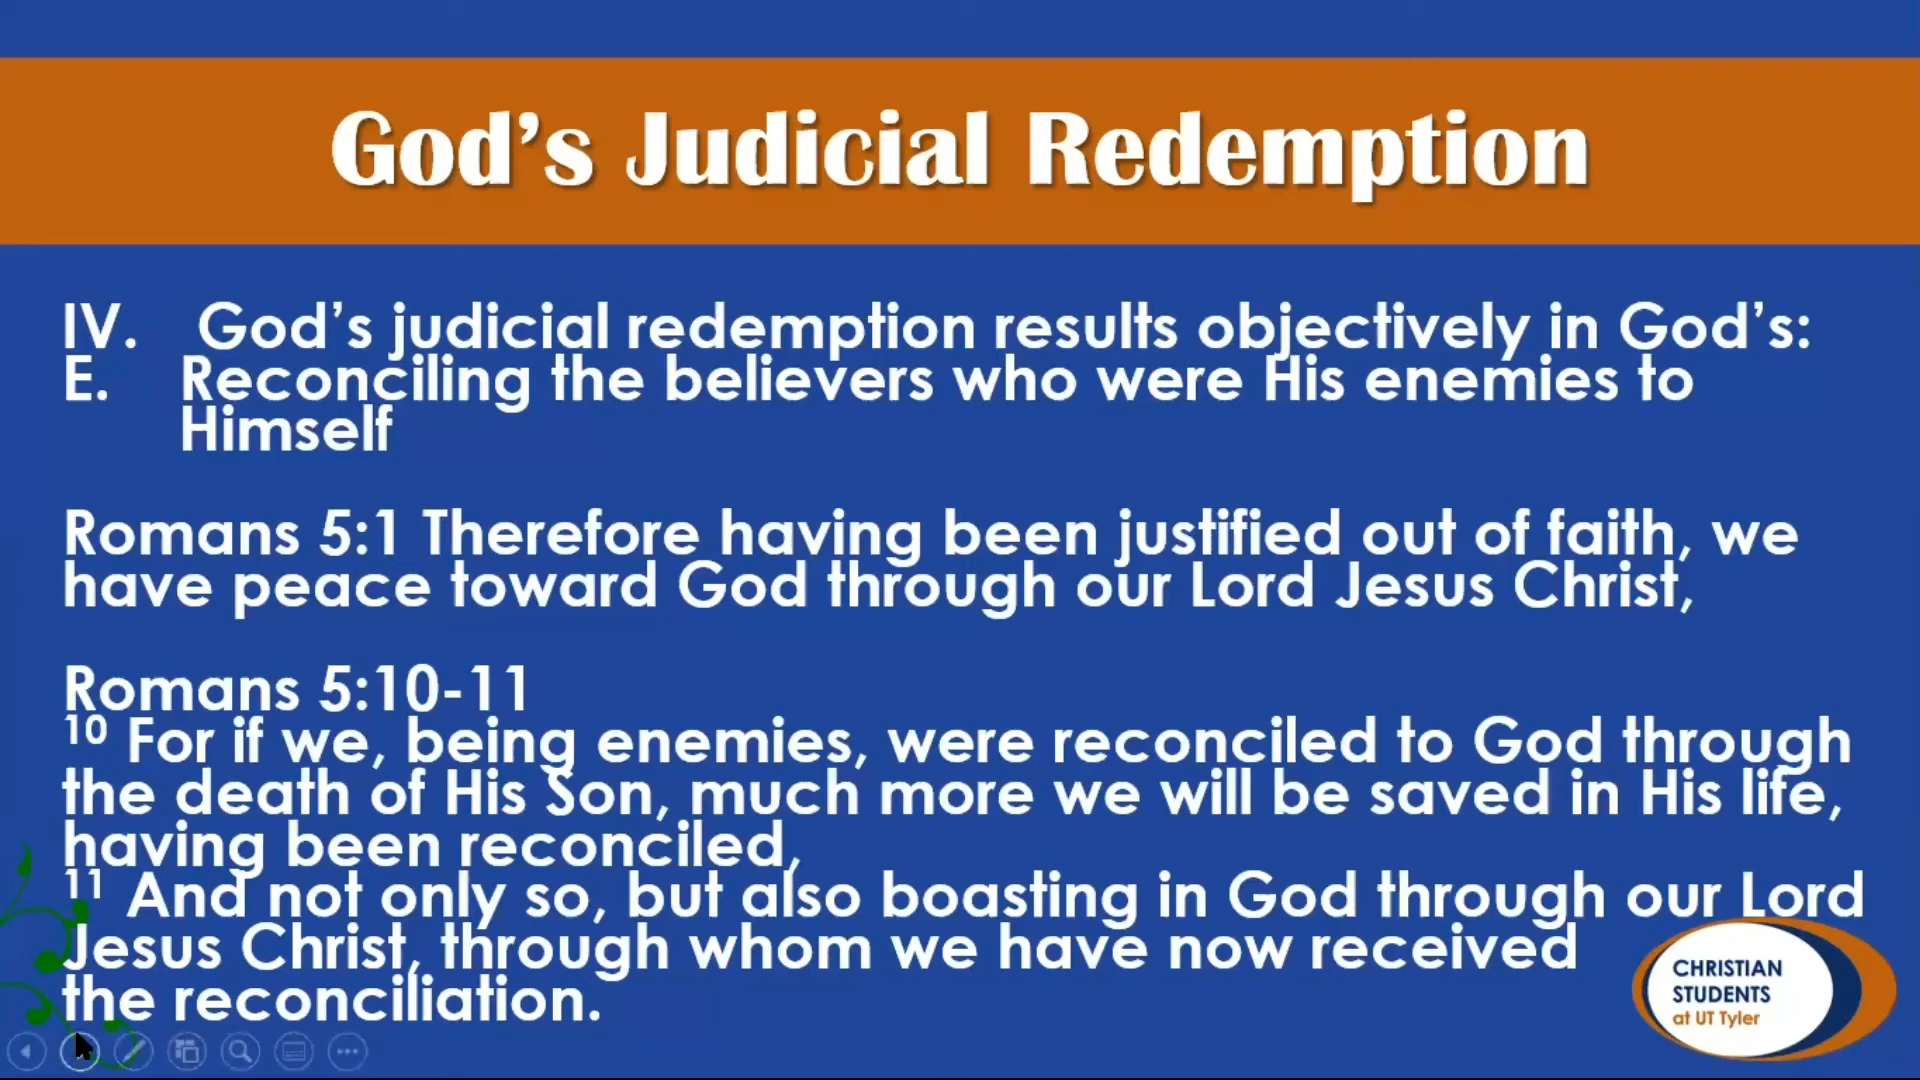 God’s Judicial Redemption
IV. God’s judicial redemption results objectively in God’s:
E. Reconciling the believers who were His enemies to
Himself
Romans 5:1 Therefore having been justified out of faith, we
have peace toward God through our Lord Jesus Christ,
Romans 5:10-11
¹⁰ For if we, being enemies, were reconciled to God through
the death of His Son, much more we will be saved in His life,
having been reconciled,
¹¹ And not only so, but also boasting in God through our Lord
Jesus Christ, through whom we have now received
the reconciliation.
CHRISTIAN
STUDENTS
at UT Tyler